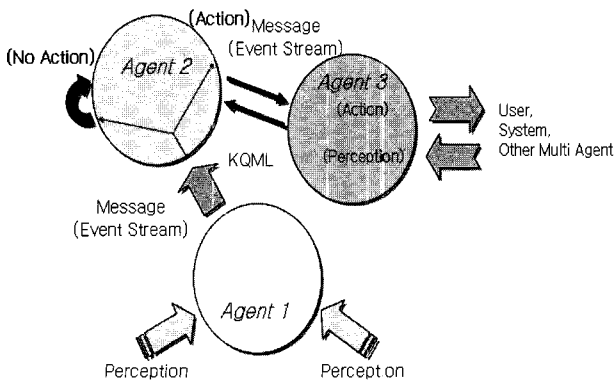 (Action)
Message
(Event Stream)
(No Action)
Agent 2
Agent 3
(Action)
(Perception)
User,
System,
Other Multi Agent
KQML
Message
(Event Stream)
Agent 1
Perception
Percept on